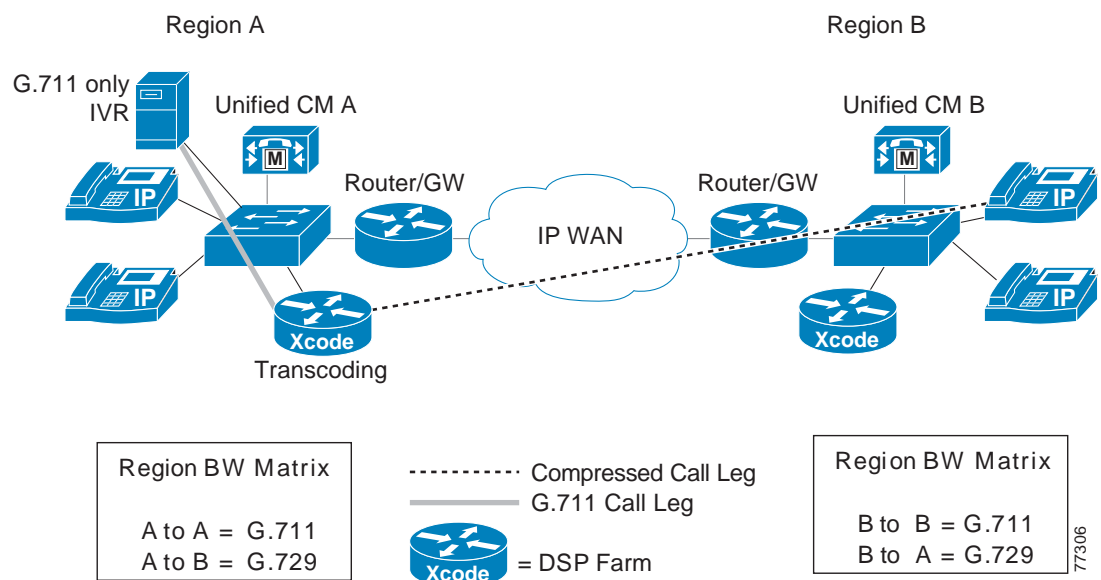 Region A
Region B
G.711 only
IVR
Unified CM A
Unified CM B
M
M
IP
IP
Router/GW
Router/GW
IP WAN
IP
IP
Xcode
Xcode
Transcoding
Region BW Matrix
A to A = G.711
A to B = G.729
Compressed Call Leg
G.711 Call Leg
Xcode
= DSP Farm
Region BW Matrix
B to B = G.711
B to A = G.729
77306